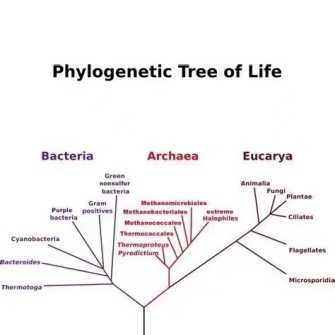 Phylogenetic Tree of Life
Bacteria
Archaea
Eucarya
Green
nonsulfur
bacteria
Gram
positives
Purple
bacteria
Cyanobacteria
Bacteroides
Thermotoga
Methanomicrobiales
Methanobacteriales
Methanococcales
Thermococcales
Thermoproteus
Pyrodictium
extreme
Halophiles
Animalia
Fungi
Plantae
Ciliates
Flagellates
Microsporidia